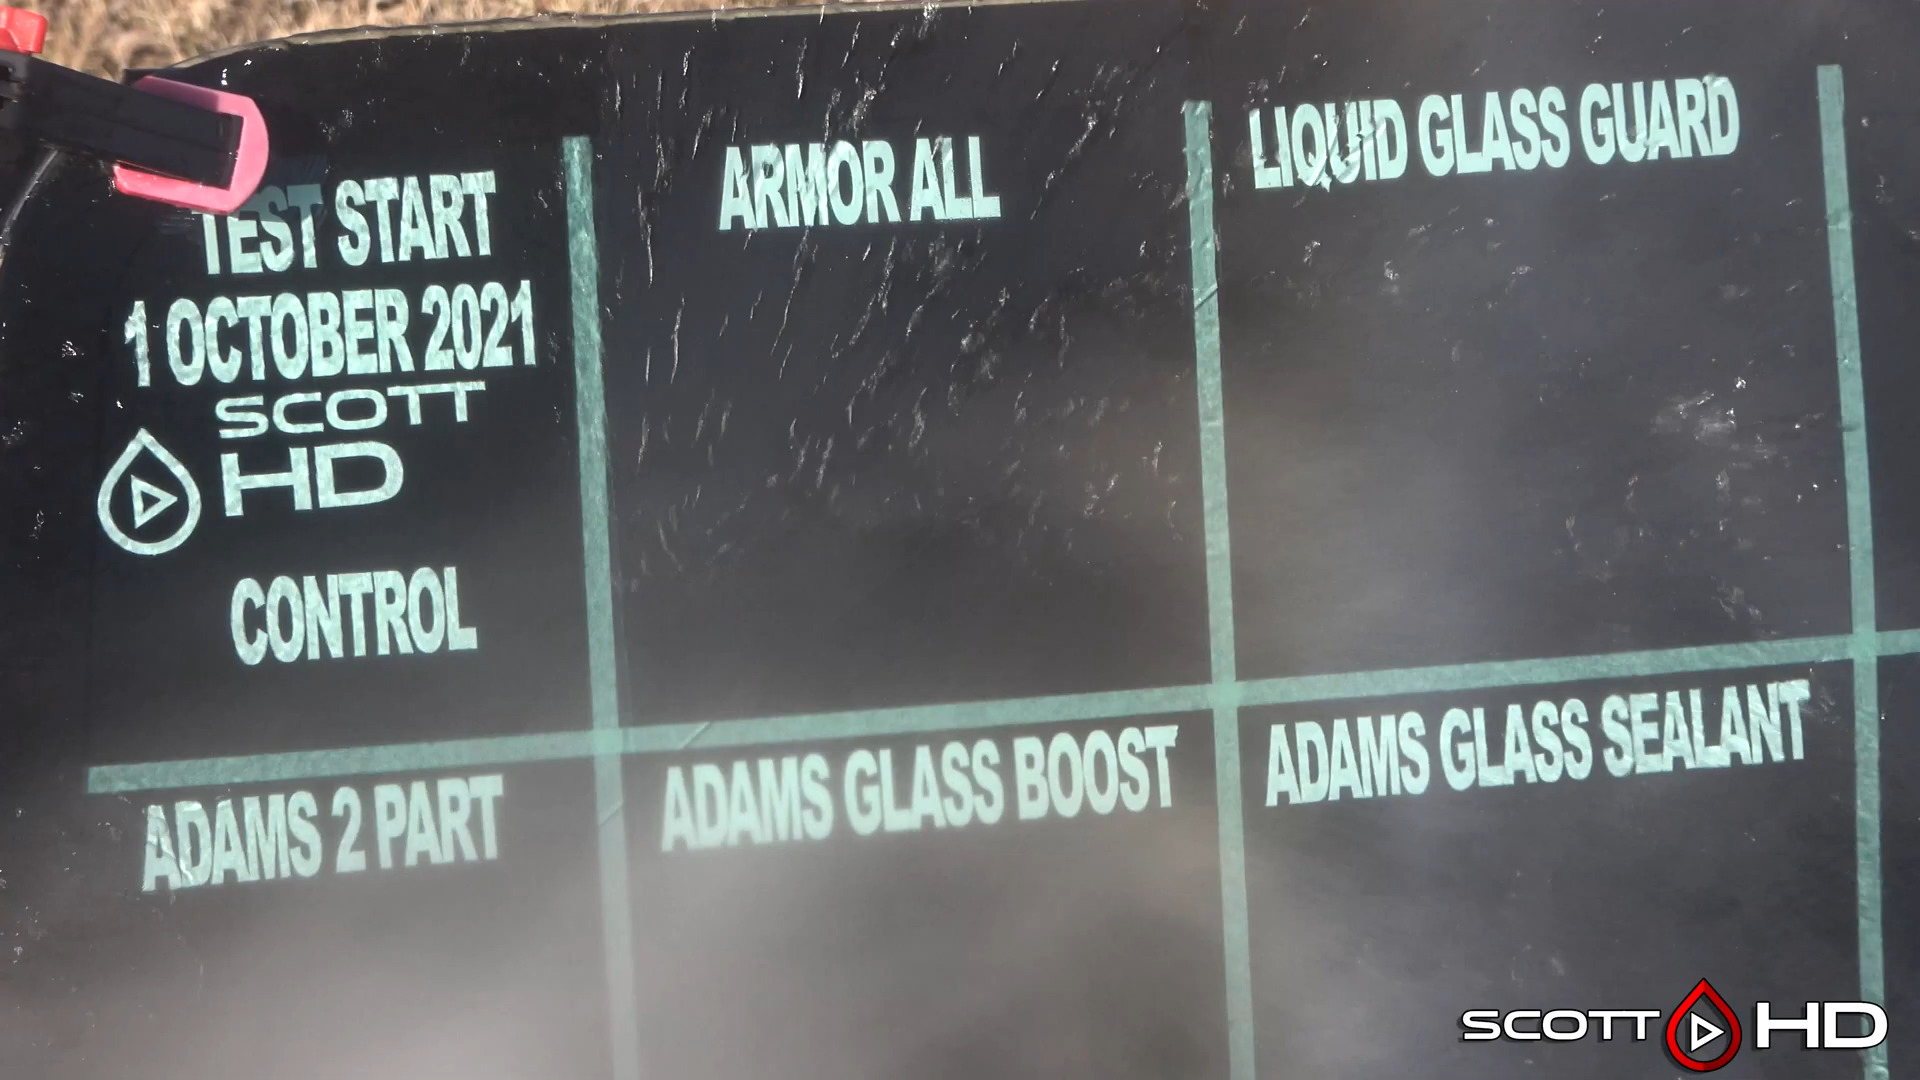 TEST START
1 OCTOBER 2021
SCOTT
HD
CONTROL
ARMOR ALL
LIQUID GLASS GUARD
ADAMS 2 PART
ADAMS GLASS BOOST
ADAMS GLASS SEALANT
SCOTT HD